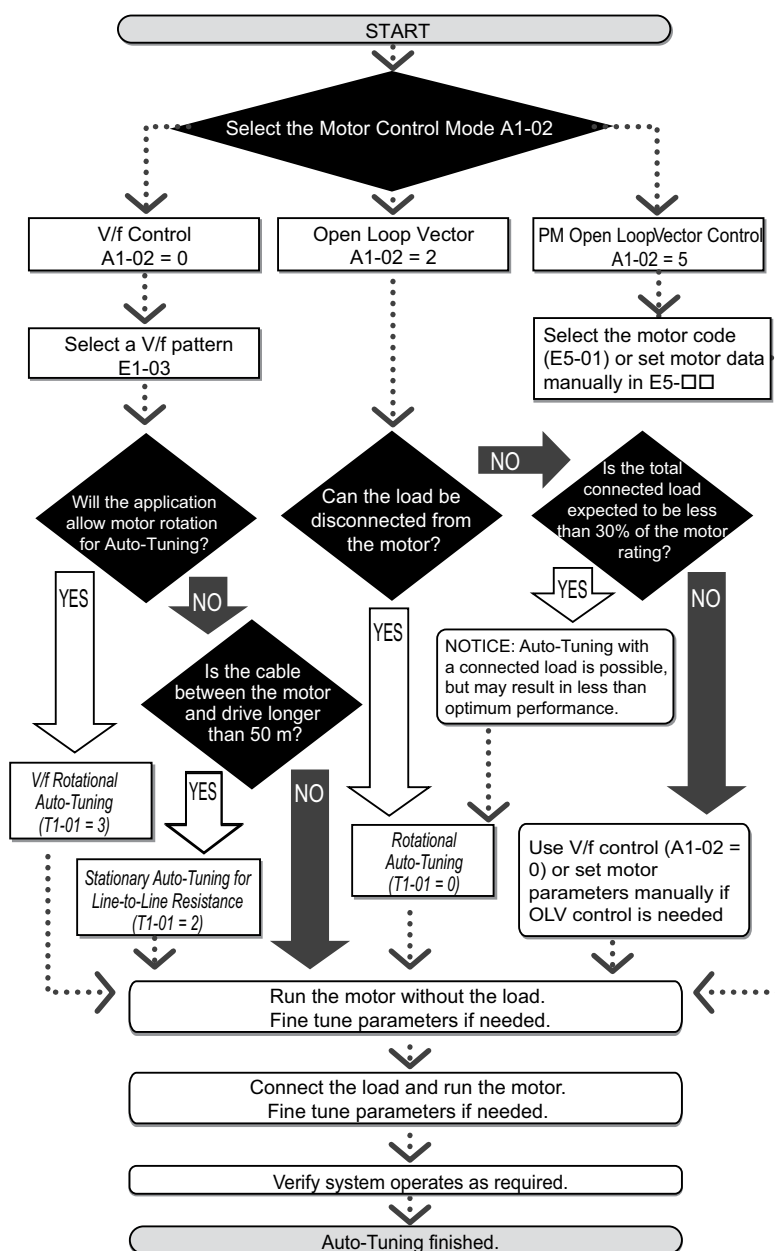 START
Select the Motor Control Mode A1-02
V/f Control
A1-02 = 0
Open Loop Vector
A1-02 = 2
PM Open LoopVector Control
A1-02 = 5
Select a V/f pattern
E1-03
Select the motor code
(E5-01) or set motor data
manually in E5-□□
Will the application
allow motor rotation
for Auto-Tuning?
Can the load be
disconnected from
the motor?
NO
Is the total
connected load
expected to be less
than 30% of the motor
rating?
YES
NO
YES
YES
NO
Is the cable
between the motor
and drive longer
than 50 m?
NOTICE: Auto-Tuning with
a connected load is possible,
but may result in less than
optimum performance.
V/f Rotational
Auto-Tuning
(T1-01 = 3)
YES
NO
Stationary Auto-Tuning for
Line-to-Line Resistance
(T1-01 = 2)
Rotational
Auto-Tuning
(T1-01 = 0)
Use V/f control (A1-02 =
0) or set motor
parameters manually if
OLV control is needed
Run the motor without the load.
Fine tune parameters if needed.
Connect the load and run the motor.
Fine tune parameters if needed.
Verify system operates as required.
Auto-Tuning finished.